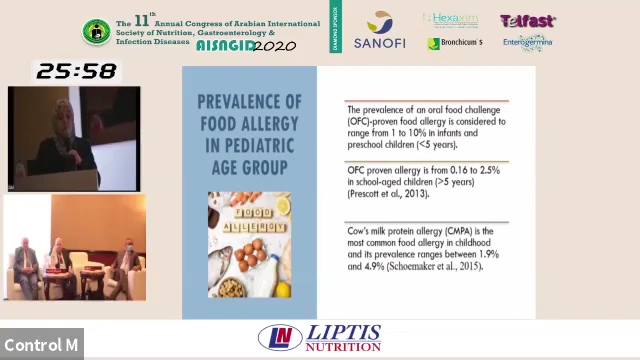 The 11th Annual Congress of Arabian International
Society of Nutrition, Gastroenterology &
Infection Diseases AISNGID2020
DIAMOND SPONSOR
SANOFI
Hexaxim
Bronchicum S
Telfast
Enterogermina
25:58
PREVALENCE OF
FOOD ALLERGY
IN PEDIATRIC
AGE GROUP
FOOD
ALLERGY
The prevalence of an oral food challenge
(OFC)-proven food allergy is considered to
range from 1 to 10% in infants and
preschool children (<5 years).
OFC proven allergy is from 0.16 to 2.5%
in school-aged children (>5 years)
(Prescott et al., 2013).
Cow's milk protein allergy (CMPA) is the
most common food allergy in childhood
and its prevalence ranges between 1.9%
and 4.9% (Schoemaker et al., 2015).
Control M
LN LIPTIS
NUTRITION